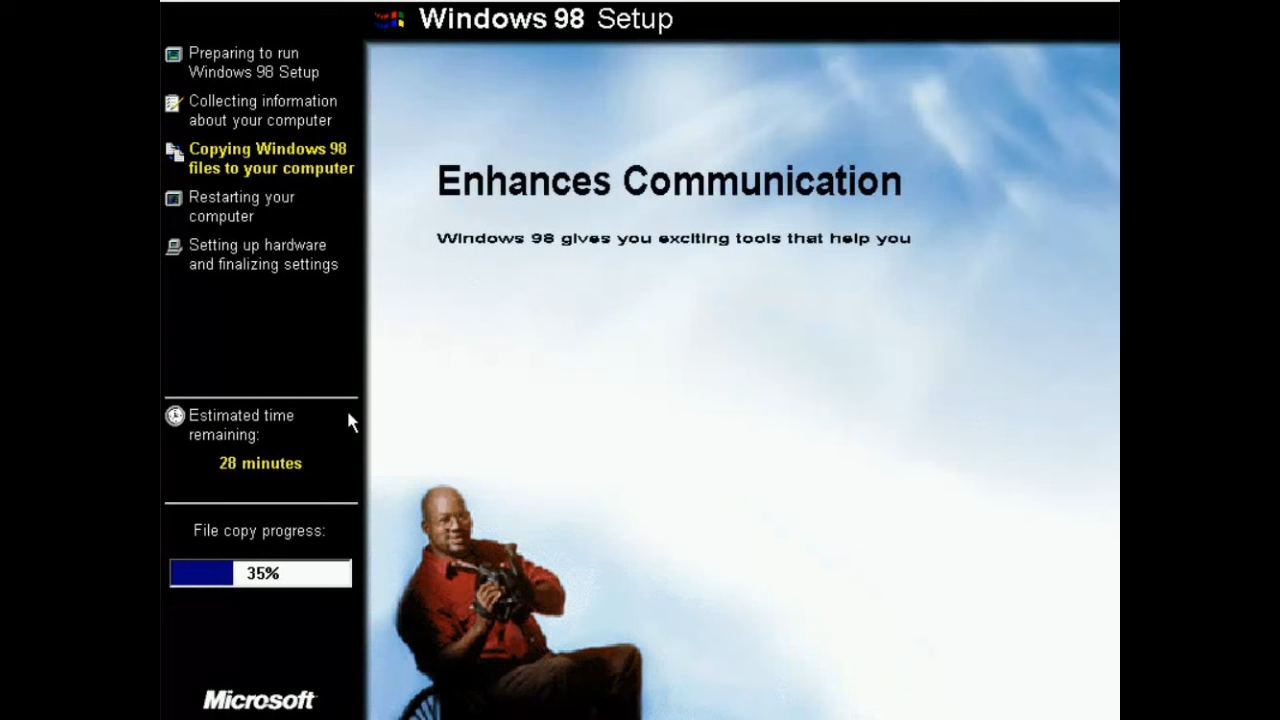 Windows 98 Setup
Preparing to run
Windows 98 Setup
Collecting information
about your computer
Copying Windows 98
files to your computer
Restarting your
computer
Setting up hardware
and finalizing settings
Estimated time
remaining:
28 minutes
File copy progress:
35%
Microsoft
Enhances Communication
Windows 98 gives you exciting tools that help you